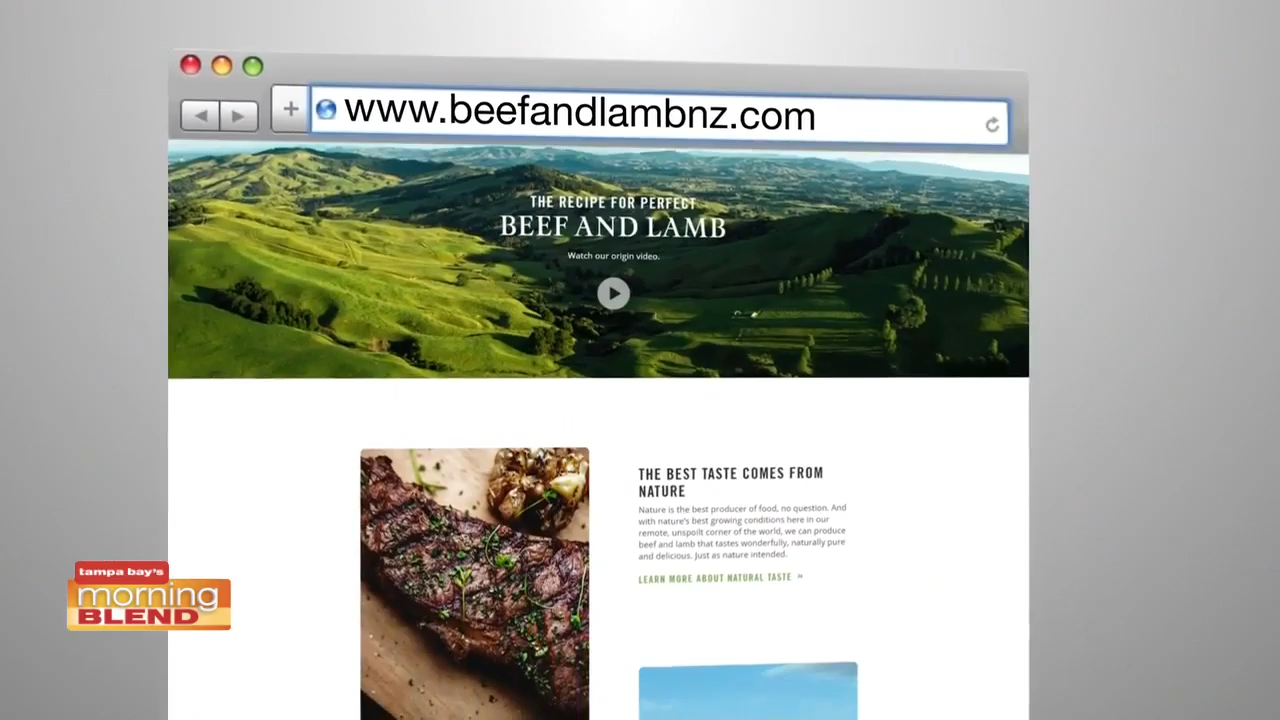 www.beefandlambnz.com
THE RECIPE FOR PERFECT
BEEF AND LAMB
Watch our origin video.
THE BEST TASTE COMES FROM
NATURE
Nature is the best producer of food, no question. And
with nature's best growing conditions here in our
remote, unspoilt corner of the world, we can produce
beef and lamb that tastes wonderfully, naturally pure
and delicious. Just as nature intended.
LEARN MORE ABOUT NATURAL TASTE »
tampa bay's
morning
BLEND